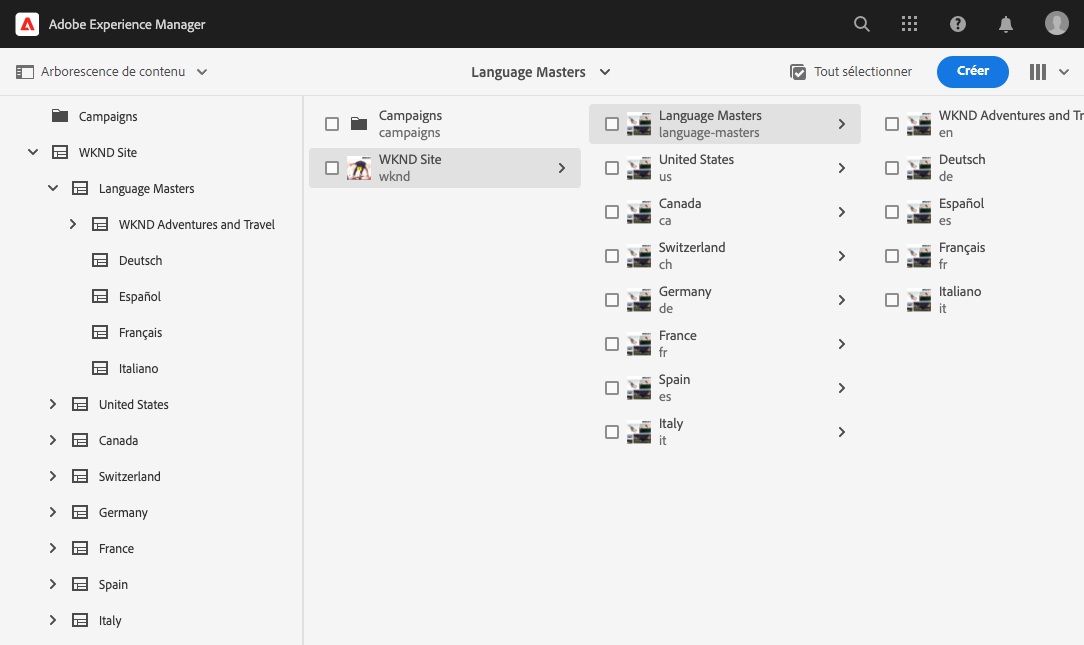 Adobe Experience Manager
Arborescence de contenu
Language Masters
Tout sélectionner
Créer
Campaigns
WKND Site
Language Masters
WKND Adventures and Travel
Deutsch
Español
Français
Italiano
United States
Canada
Switzerland
Germany
France
Spain
Italy
Campaigns
campaigns
WKND Site
wknd
Language Masters
language-masters
United States
us
Canada
ca
Switzerland
ch
Germany
de
France
fr
Spain
es
Italy
it
WKND Adventures and Tr
en
Deutsch
de
Español
es
Français
fr
Italiano
it